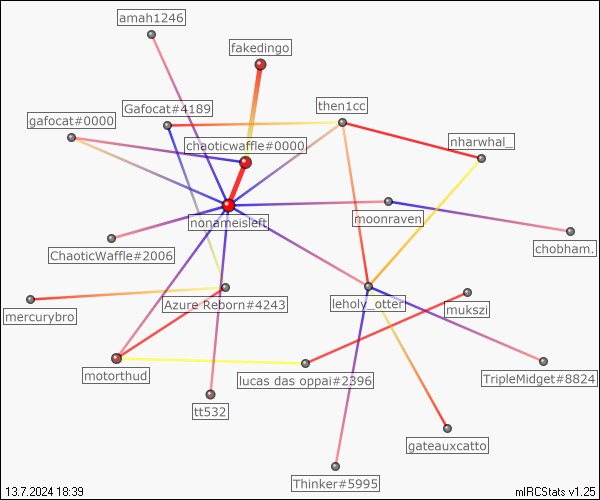 amah1246
fakedingo
Gafocat#4189
then1cc
gafocat#0000
chaoticwaffle#0000
nharwhal_
nonameisleft
moonraven
ChaoticWaffle#2006
chobham.
Azure Reborn#4243
leholy_otter
mukszi
mercurybro
motorthud
lucas das oppai#2396
TripleMidget#8824
tt532
gateauxcatto
Thinker#5995
13.7.2024 18:39
mIRCStats v1.25